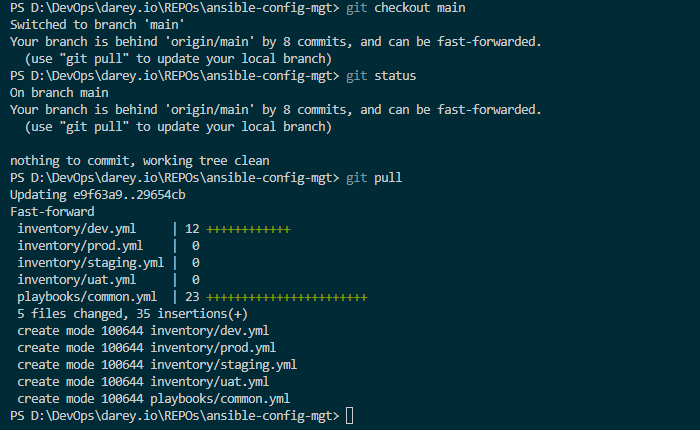 PS D:\DevOps\darey.io\REPOs\ansible-config-mgt> git checkout main
Switched to branch 'main'
Your branch is behind 'origin/main' by 8 commits, and can be fast-forwarded.
  (use "git pull" to update your local branch)
PS D:\DevOps\darey.io\REPOs\ansible-config-mgt> git status
On branch main
Your branch is behind 'origin/main' by 8 commits, and can be fast-forwarded.
  (use "git pull" to update your local branch)

nothing to commit, working tree clean
PS D:\DevOps\darey.io\REPOs\ansible-config-mgt> git pull
Updating e9f63a9..29654cb
Fast-forward
 inventory/dev.yml     | 12 ++++++++++++
 inventory/prod.yml    |  0
 inventory/staging.yml |  0
 inventory/uat.yml     |  0
 playbooks/common.yml  | 23 +++++++++++++++++++++++
 5 files changed, 35 insertions(+)
 create mode 100644 inventory/dev.yml
 create mode 100644 inventory/prod.yml
 create mode 100644 inventory/staging.yml
 create mode 100644 inventory/uat.yml
 create mode 100644 playbooks/common.yml
PS D:\DevOps\darey.io\REPOs\ansible-config-mgt>